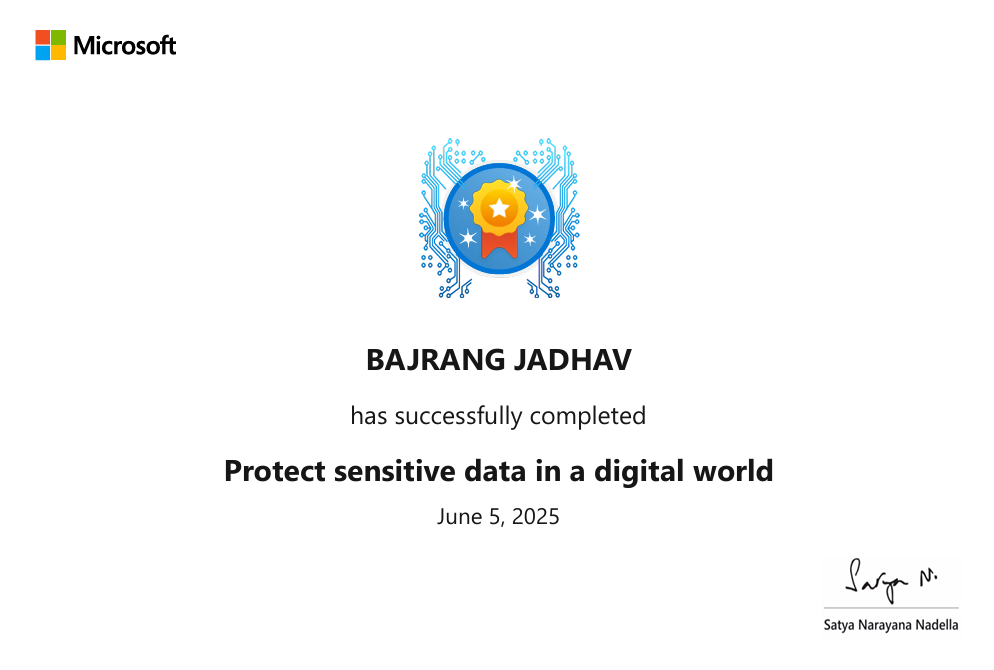 Microsoft
BAJRANG JADHAV
has successfully completed
Protect sensitive data in a digital world
June 5, 2025
Satya N.
Satya Narayana Nadella